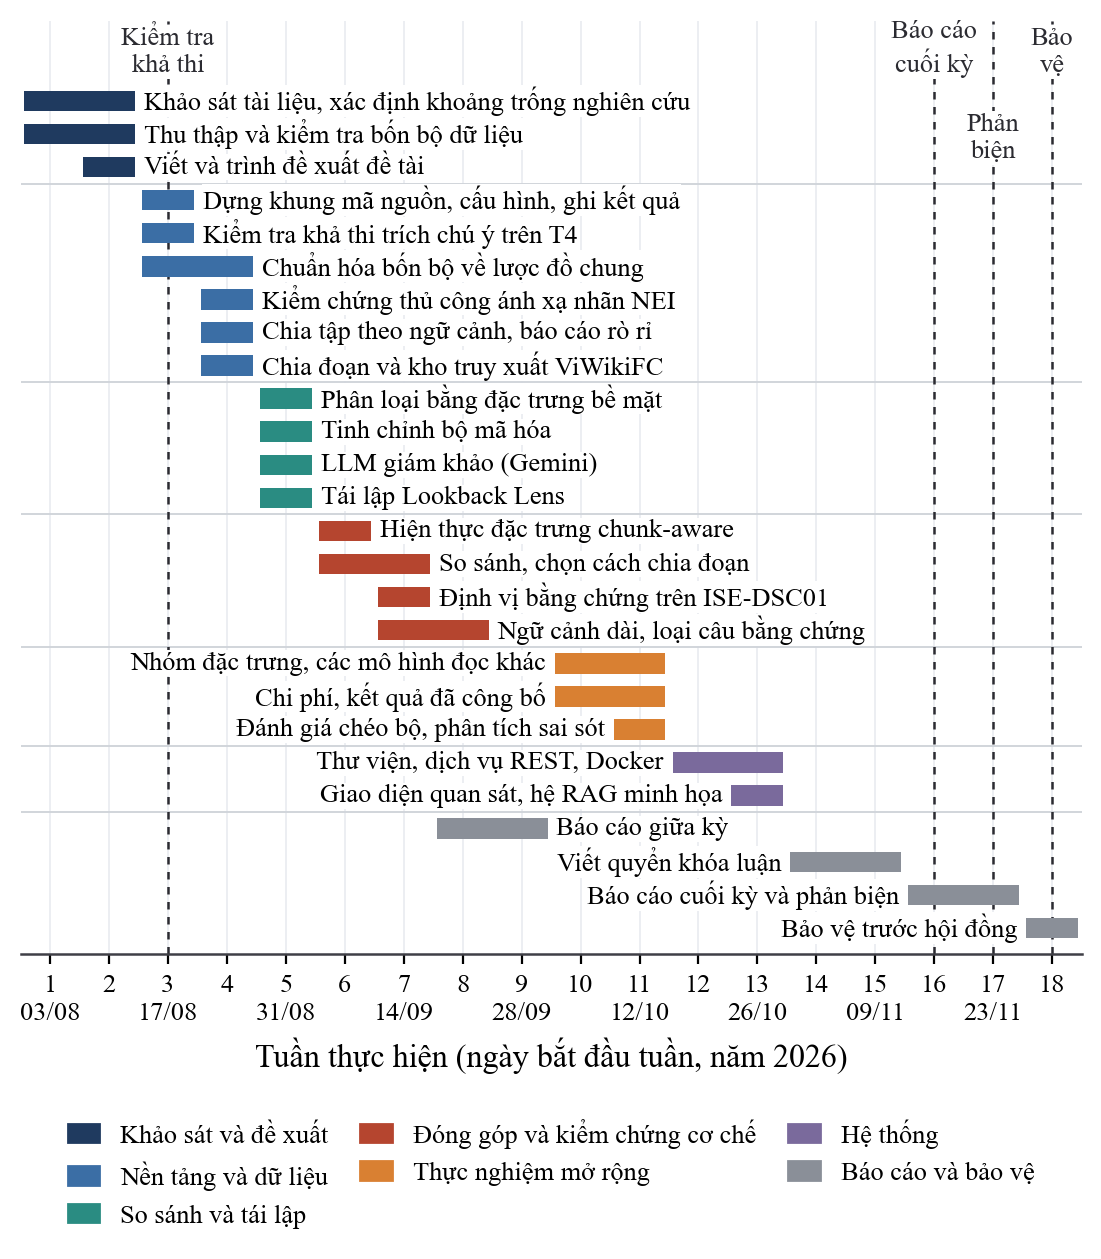 Kiểm tra
khả thi
Báo cáo
cuối kỳ
Bảo
vệ
Phản
biện
Khảo sát tài liệu, xác định khoảng trống nghiên cứu
Thu thập và kiểm tra bốn bộ dữ liệu
Viết và trình đề xuất đề tài
Dựng khung mã nguồn, cấu hình, ghi kết quả
Kiểm tra khả thi trích chú ý trên T4
Chuẩn hóa bốn bộ về lược đồ chung
Kiểm chứng thủ công ánh xạ nhãn NEI
Chia tập theo ngữ cảnh, báo cáo rò rỉ
Chia đoạn và kho truy xuất ViWikiFC
Phân loại bằng đặc trưng bề mặt
Tinh chỉnh bộ mã hóa
LLM giám khảo (Gemini)
Tái lập Lookback Lens
Hiện thực đặc trưng chunk-aware
So sánh, chọn cách chia đoạn
Định vị bằng chứng trên ISE-DSC01
Ngữ cảnh dài, loại câu bằng chứng
Nhóm đặc trưng, các mô hình đọc khác
Chi phí, kết quả đã công bố
Đánh giá chéo bộ, phân tích sai sót
Thư viện, dịch vụ REST, Docker
Giao diện quan sát, hệ RAG minh họa
Báo cáo giữa kỳ
Viết quyển khóa luận
Báo cáo cuối kỳ và phản biện
Bảo vệ trước hội đồng
1 2 3 4 5 6 7 8 9 10 11 12 13 14 15 16 17 18
03/08 17/08 31/08 14/09 28/09 12/10 26/10 09/11 23/11
Tuần thực hiện (ngày bắt đầu tuần, năm 2026)
Khảo sát và đề xuất
Nền tảng và dữ liệu
So sánh và tái lập
Đóng góp và kiểm chứng cơ chế
Thực nghiệm mở rộng
Hệ thống
Báo cáo và bảo vệ